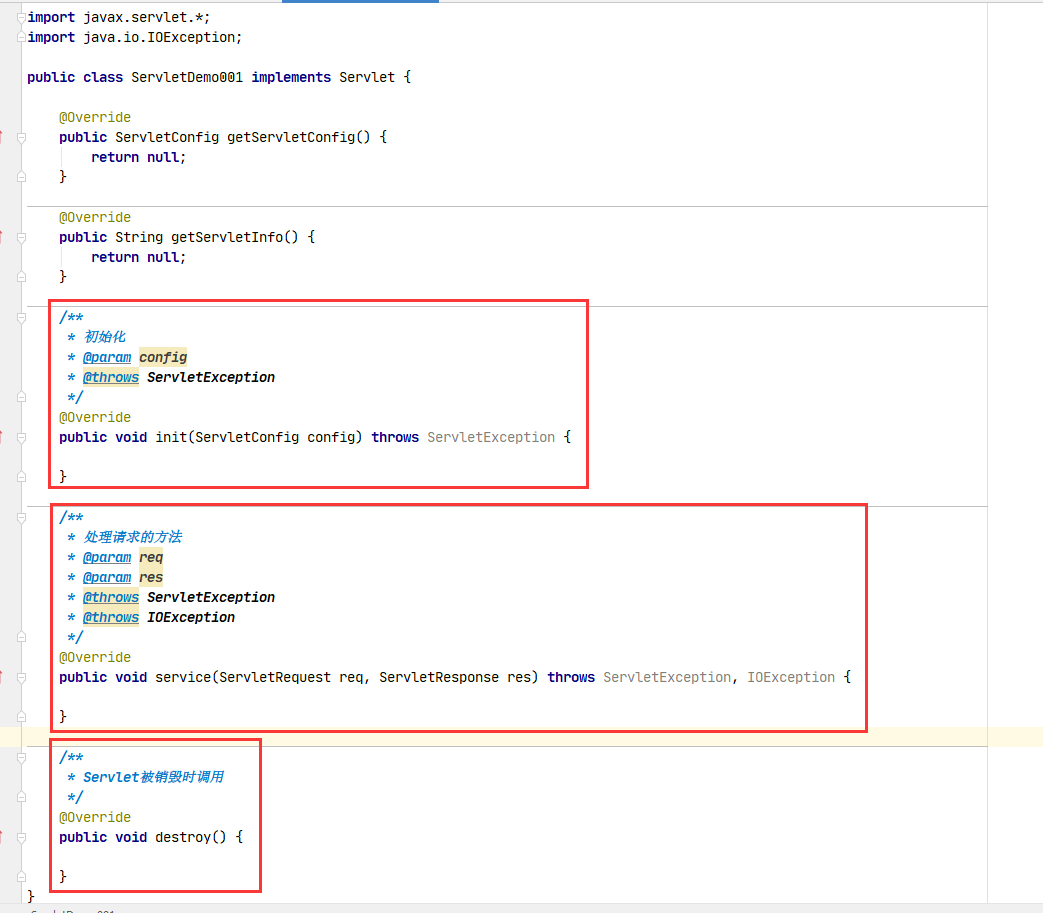 import javax.servlet.*;
import java.io.IOException;
public class ServletDemo001 implements Servlet {
@Override
public ServletConfig getServletConfig() {
return null;
}
@Override
public String getServletInfo() {
return null;
}
/**
* 初始化
* @param config
* @throws ServletException
*/
@Override
public void init(ServletConfig config) throws ServletException {
}
/**
* 处理请求的方法
* @param req
* @param res
* @throws ServletException
* @throws IOException
*/
@Override
public void service(ServletRequest req, ServletResponse res) throws ServletException, IOException {
}
/**
* Servlet被销毁时调用
*/
@Override
public void destroy() {
}
}